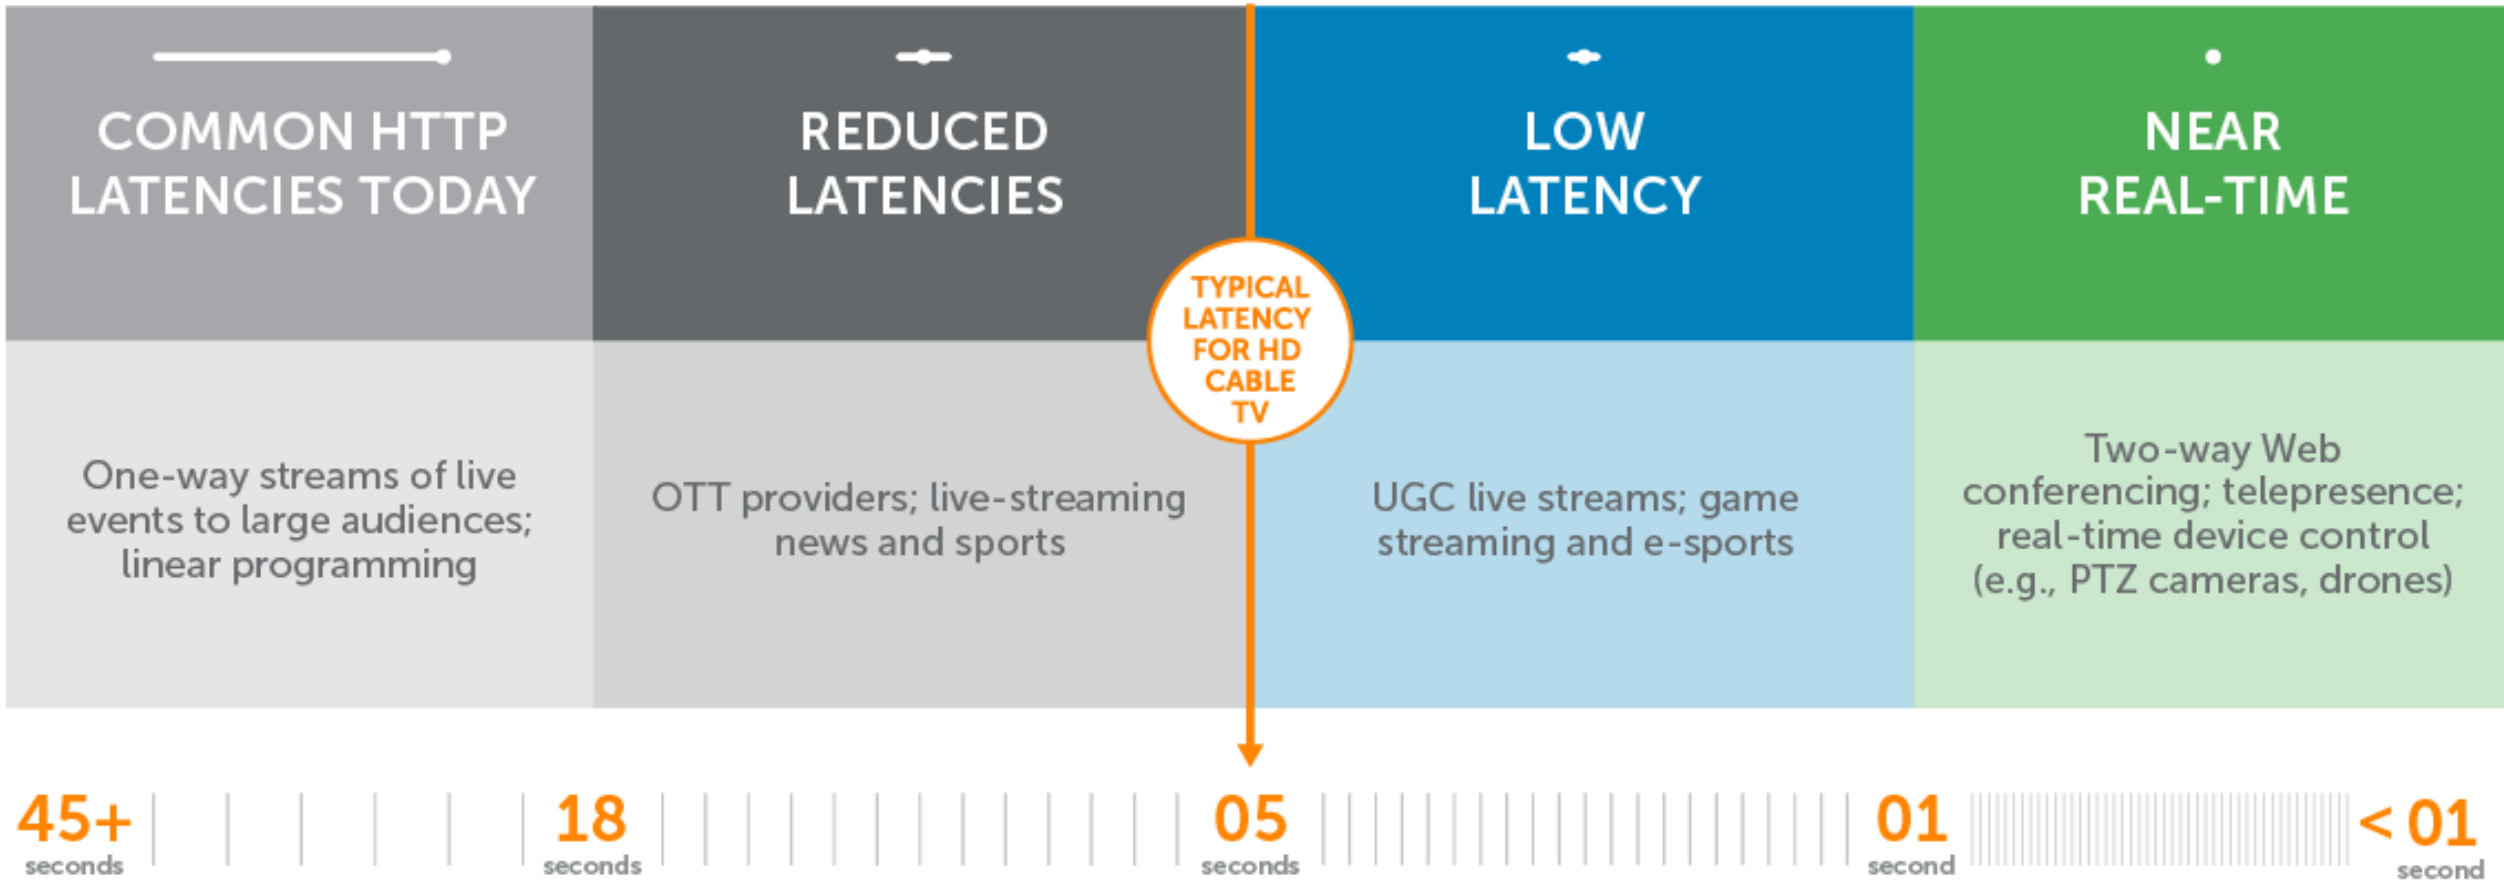 COMMON HTTP
LATENCIES TODAY
REDUCED
LATENCIES
LOW
LATENCY
NEAR
REAL-TIME
TYPICAL
LATENCY
FOR HD
CABLE
TV
One-way streams of live
events to large audiences;
linear programming
OTT providers; live-streaming
news and sports
UGC live streams; game
streaming and e-sports
Two-way Web
conferencing; telepresence;
real-time device control
(e.g., PTZ cameras, drones)
45+
seconds
18
seconds
05
seconds
01
second
< 01
second